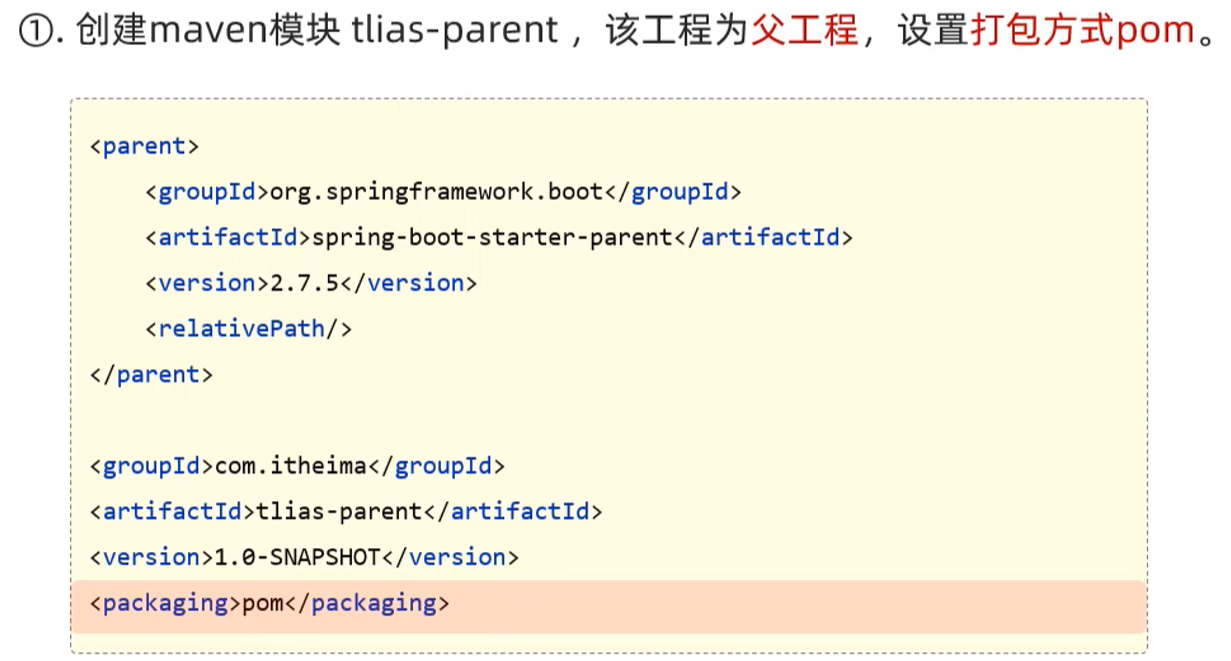 ①. 创建maven模块 tlias-parent ，该工程为父工程，设置打包方式pom。
<parent>
    <groupId>org.springframework.boot</groupId>
    <artifactId>spring-boot-starter-parent</artifactId>
    <version>2.7.5</version>
    <relativePath/>
</parent>
<groupId>com.itheima</groupId>
<artifactId>tlias-parent</artifactId>
<version>1.0-SNAPSHOT</version>
<packaging>pom</packaging>